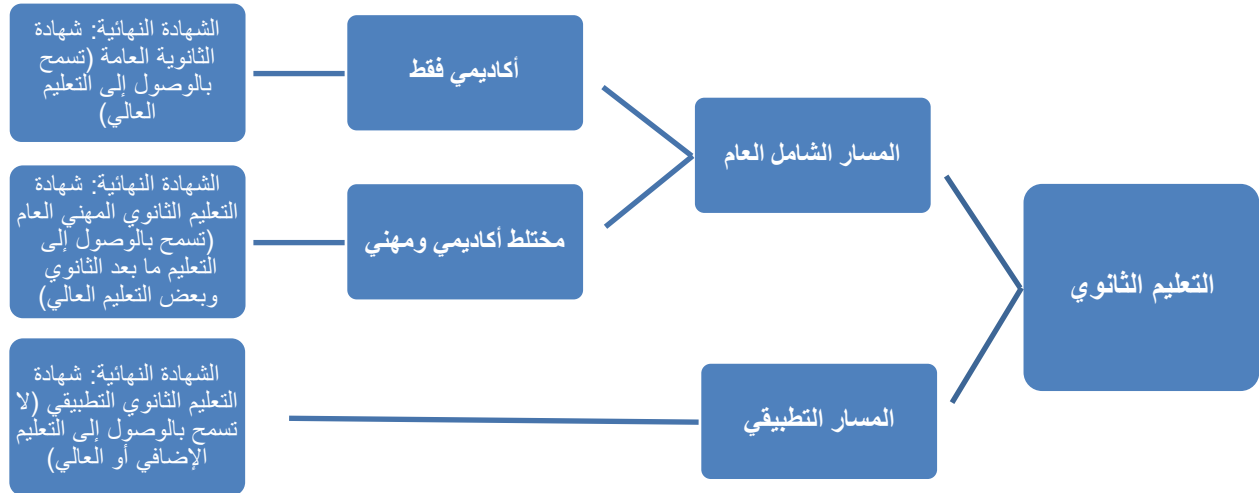 التعليم الثانوي
المسار الشامل العام
أكاديمي فقط
الشهادة النهائية: شهادة
الثانوية العامة (تسمح
بالوصول إلى التعليم
العالي)
مختلط أكاديمي ومهني
الشهادة النهائية: شهادة
التعليم الثانوي المهني العام
(تسمح بالوصول إلى
التعليم ما بعد الثانوي
وبعض التعليم العالي)
المسار التطبيقي
الشهادة النهائية: شهادة
التعليم الثانوي التطبيقي (لا
تسمح بالوصول إلى التعليم
الإضافي أو العالي)